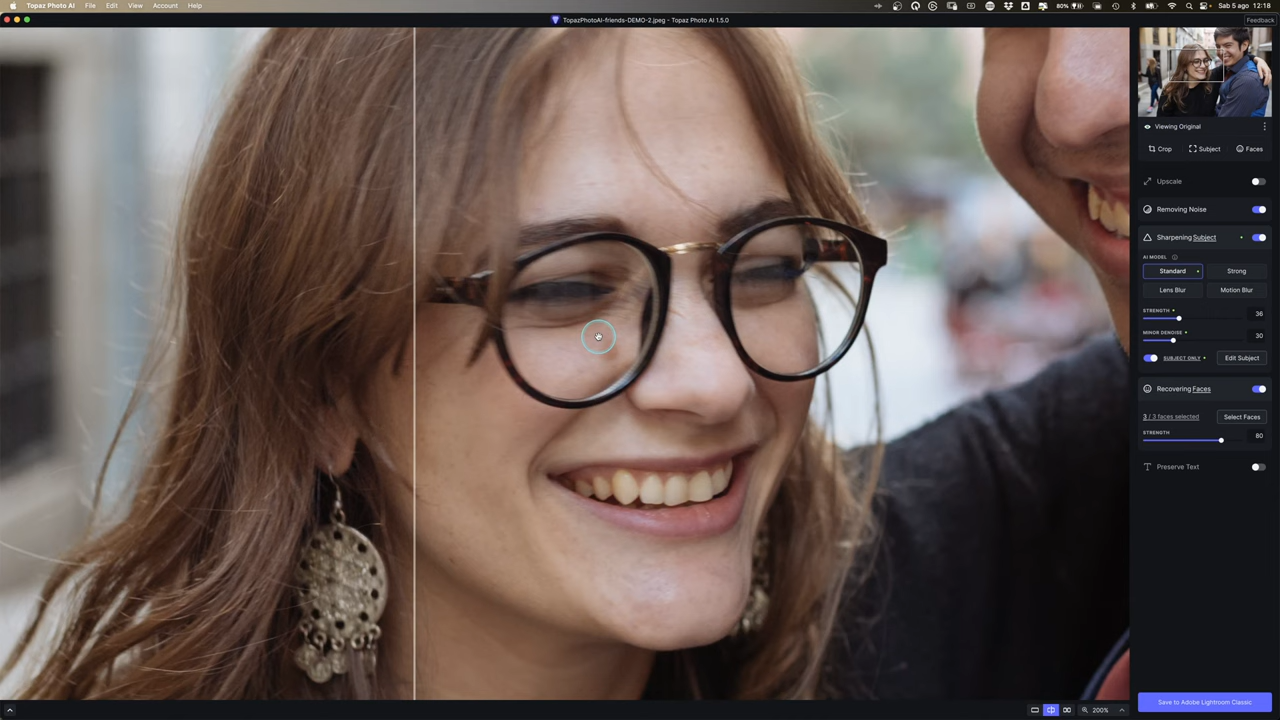 Topaz Photo AI File Edit View Account Help 80% Sab 5 ago 12:18
TopazPhotoAI-friends-DEMO-2.jpeg - Topaz Photo AI 1.5.0
Feedback
Viewing Original
Crop Subject Faces
Upscale
Removing Noise
Sharpening Subject
AI MODEL
Standard Strong
Lens Blur Motion Blur
STRENGTH 36
MINOR DENOISE 30
SUBJECT ONLY Edit Subject
Recovering Faces
3 / 3 faces selected Select Faces
STRENGTH 80
Preserve Text
Save to Adobe Lightroom Classic
200%